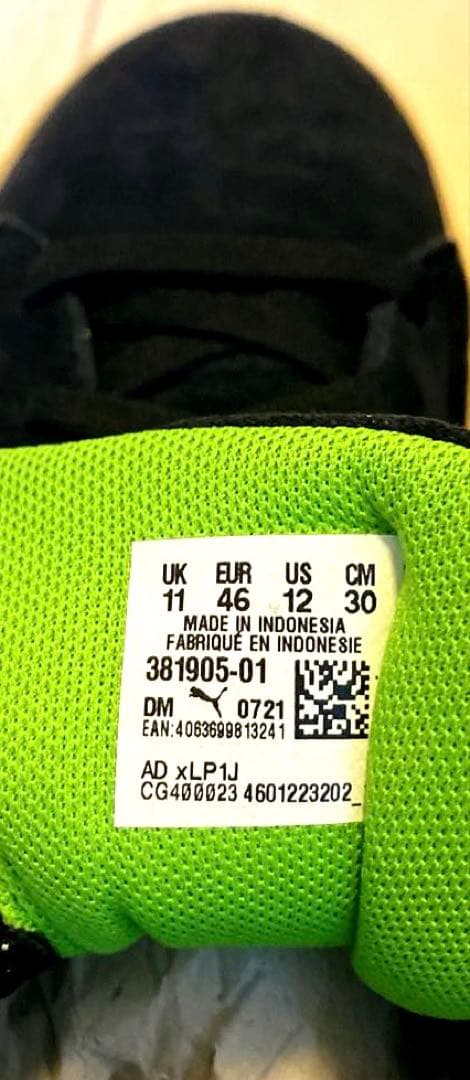 UK EUR US CM
11 46 12 30
MADE IN INDONESIA
FABRIQUÉ EN INDONESIE
381905-01
DM 0721
EAN:4063699813241
AD xLP1J
CG400023 4601223202_